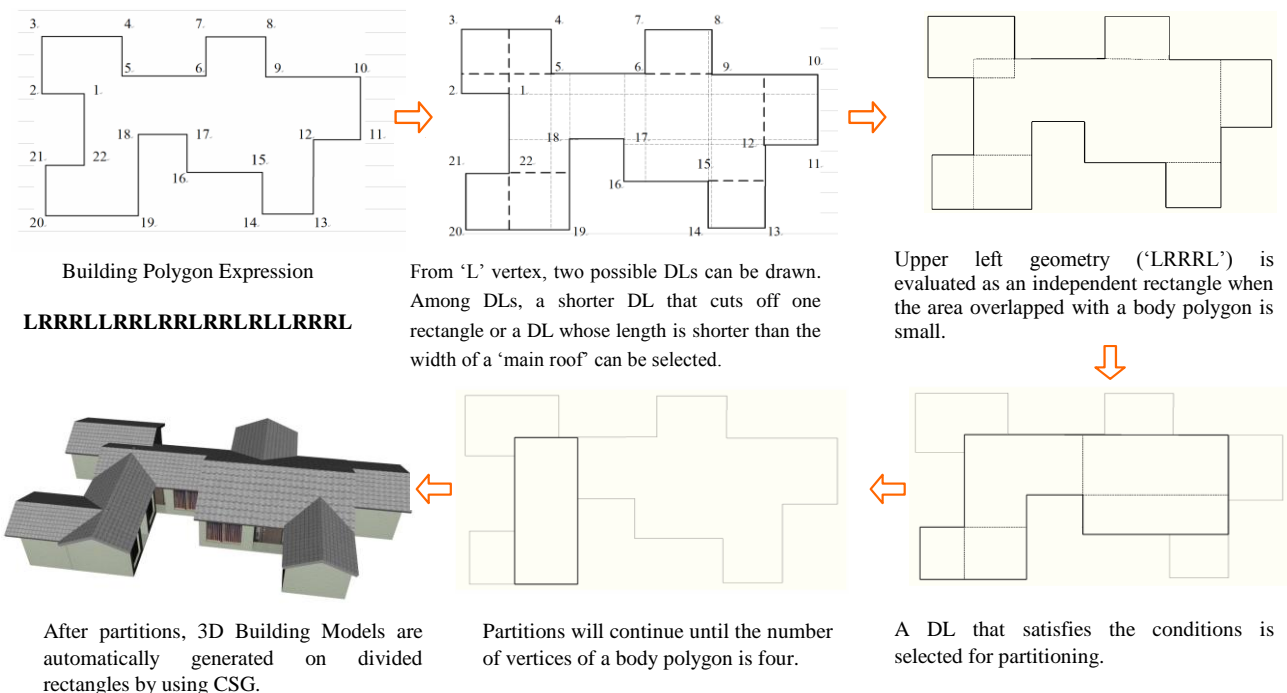 3. 4. 7. 8.
5. 6. 9. 10.
2. 1.
18. 17. 12. 11.
21. 22. 15.
16.
20. 19. 14. 13.
3. 4. 7. 8.
5. 6. 9. 10.
2. 1.
18. 17. 12.
21. 22. 15. 11.
16.
20. 19. 14. 13.
Building Polygon Expression
LRRRLLRRLRRLRRLRLLRRRL
From ‘L’ vertex, two possible DLs can be drawn.
Among DLs, a shorter DL that cuts off one
rectangle or a DL whose length is shorter than the
width of a ‘main roof’ can be selected.
Upper left geometry (‘LRRRL’) is
evaluated as an independent rectangle when
the area overlapped with a body polygon is
small.
After partitions, 3D Building Models are
automatically generated on divided
rectangles by using CSG.
Partitions will continue until the number
of vertices of a body polygon is four.
A DL that satisfies the conditions is
selected for partitioning.